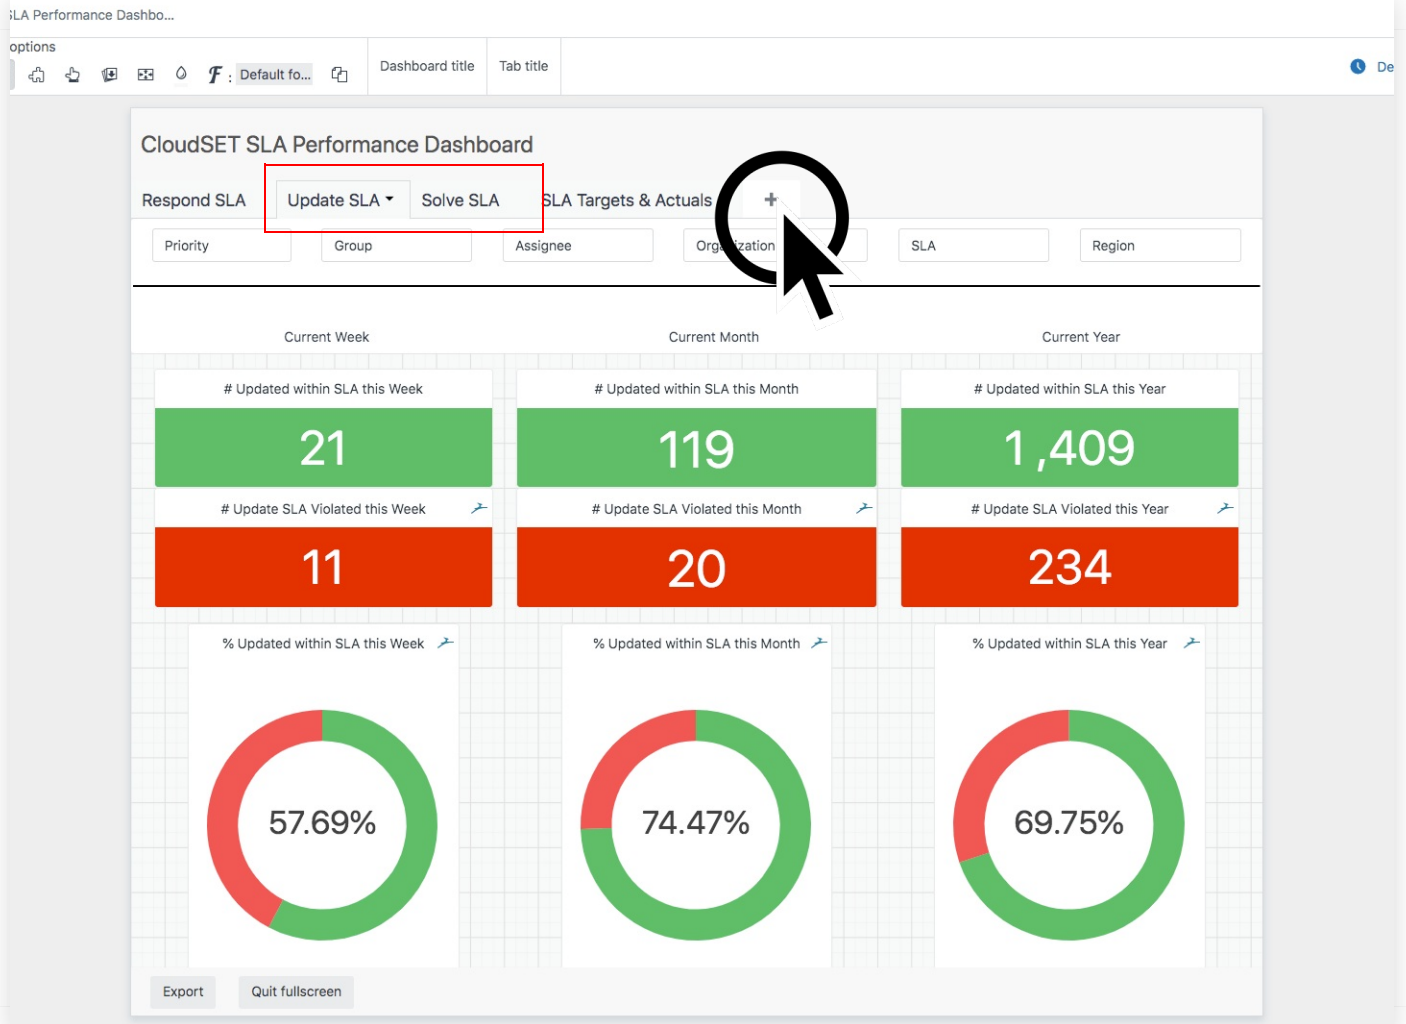 SLA Performance Dashbo...
options
Default fo...
Dashboard title
Tab title
De
CloudSET SLA Performance Dashboard
Respond SLA
Update SLA
Solve SLA
SLA Targets & Actuals
+
Priority
Group
Assignee
Organization
SLA
Region
Current Week
Current Month
Current Year
# Updated within SLA this Week
# Updated within SLA this Month
# Updated within SLA this Year
21
119
1,409
# Update SLA Violated this Week
# Update SLA Violated this Month
# Update SLA Violated this Year
11
20
234
% Updated within SLA this Week
% Updated within SLA this Month
% Updated within SLA this Year
57.69%
74.47%
69.75%
Export
Quit fullscreen